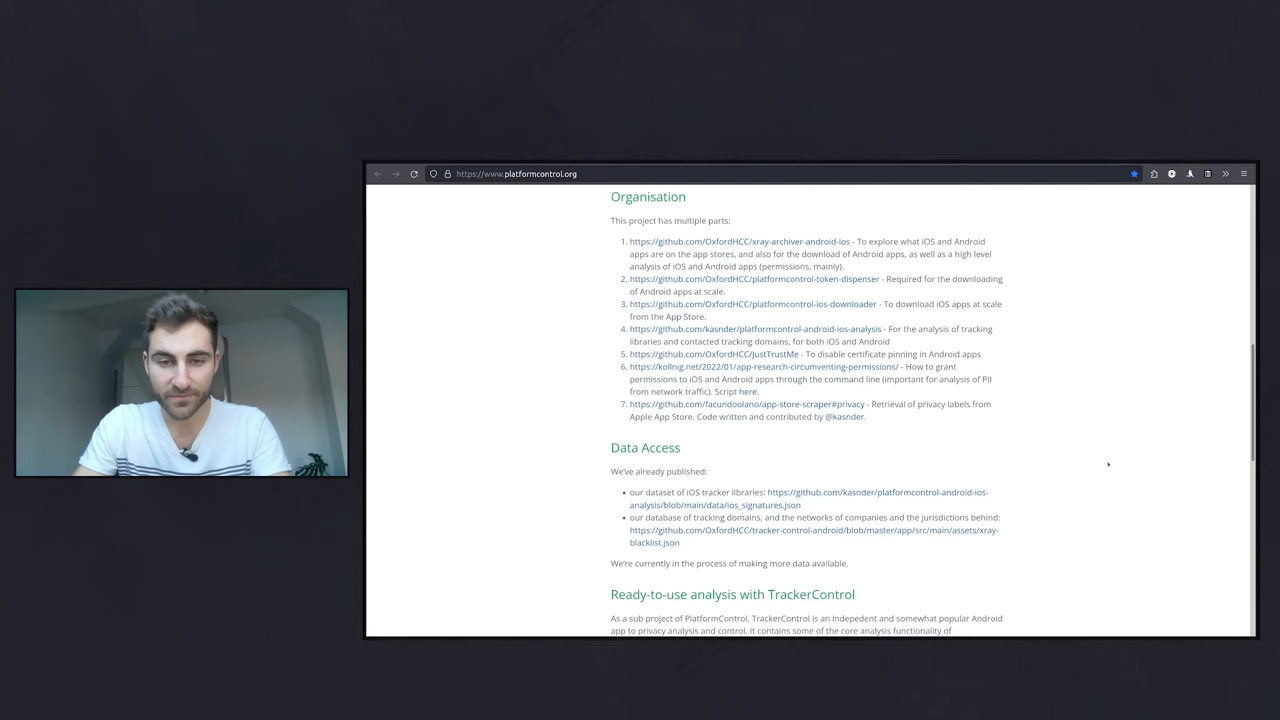 https://www.platformcontrol.org
Organisation
This project has multiple parts:
1. https://github.com/OxfordHCC/xray-archiver-android-ios - To explore what iOS and Android
apps are on the app stores, and also for the download of Android apps, as well as a high level
analysis of iOS and Android apps (permissions, mainly).
2. https://github.com/OxfordHCC/platformcontrol-token-dispenser - Required for the downloading
of Android apps at scale.
3. https://github.com/OxfordHCC/platformcontrol-ios-downloader - To download iOS apps at scale
from the App Store.
4. https://github.com/kasnder/platformcontrol-android-ios-analysis - For the analysis of tracking
libraries and contacted tracking domains, for both iOS and Android
5. https://github.com/OxfordHCC/JustTrustMe - To disable certificate pinning in Android apps
6. https://kollnig.net/2022/01/app-research-circumventing-permissions/ - How to grant
permissions to iOS and Android apps through the command line (important for analysis of PII
from network traffic). Script here.
7. https://github.com/facundoolano/app-store-scraper#privacy - Retrieval of privacy labels from
Apple App Store. Code written and contributed by @kasnder.
Data Access
We've already published:
• our dataset of iOS tracker libraries: https://github.com/kasnder/platformcontrol-android-ios-
analysis/blob/main/data/ios_signatures.json
• our database of tracking domains, and the networks of companies and the jurisdictions behind:
https://github.com/OxfordHCC/tracker-control-android/blob/master/app/src/main/assets/xray-
blacklist.json
We're currently in the process of making more data available.
Ready-to-use analysis with TrackerControl
As a sub project of PlatformControl, TrackerControl is an indepedent and somewhat popular Android
app to privacy analysis and control. It contains some of the core analysis functionality of